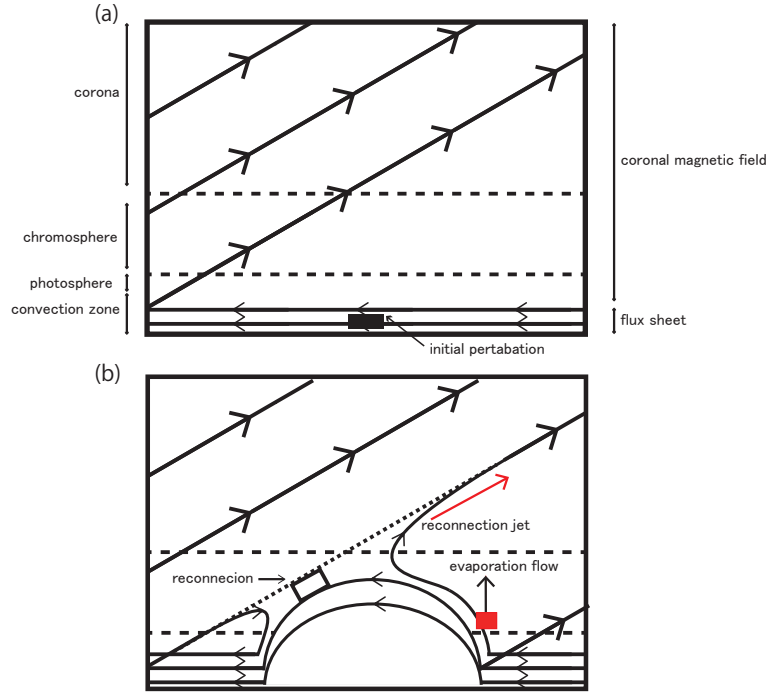 (a)
corona
coronal magnetic field
chromosphere
photosphere
convection zone
flux sheet
initial pertabation
(b)
reconnection jet
reconnecion
evaporation flow